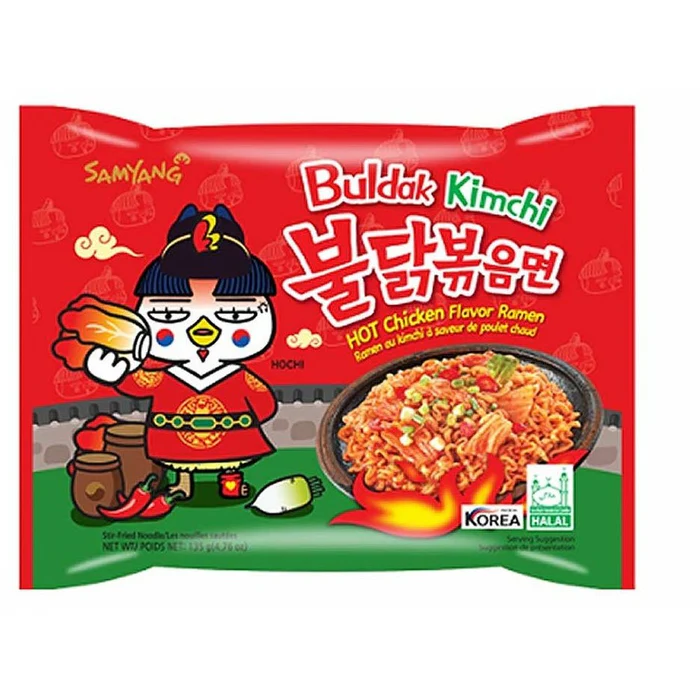 SAMYANG
Buldak Kimchi
불닭볶음면
HOT Chicken Flavor Ramen
Ramen au kimchi à saveur de poulet chaud
HOCHI
MADE IN
KOREA
HALAL
Stir-Fried Noodle/Les nouilles sautées
NET WT/ POIDS NET: 135 g(4.76 oz)
Serving Suggestion
Suggestion de présentation